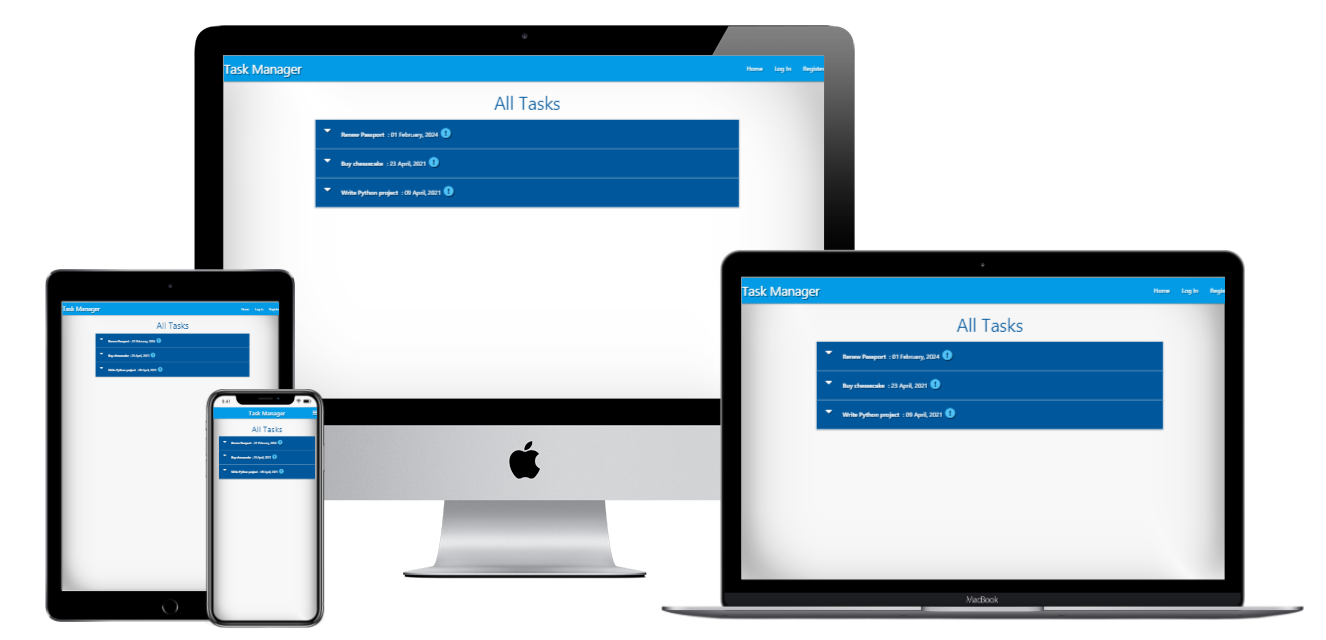 Task Manager
Home Log In Register
All Tasks
Renew Passport : 01 February, 2024 !
Buy cheesecake : 23 April, 2021 !
Write Python project : 09 April, 2021 !
Task Manager
Home Log In Regis
All Tasks
Renew Passport : 01 February, 2024 !
Buy cheesecake : 23 April, 2021 !
Write Python project : 09 April, 2021 !
MacBook
Task Manager
Home Log In Register
All Tasks
Renew Passport : 01 February, 2024 !
Buy cheesecake : 23 April, 2021 !
Write Python project : 09 April, 2021 !
9:41
Task Manager
All Tasks
Renew Passport : 01 February, 2024 !
Buy cheesecake : 23 April, 2021 !
Write Python project : 09 April, 2021 !